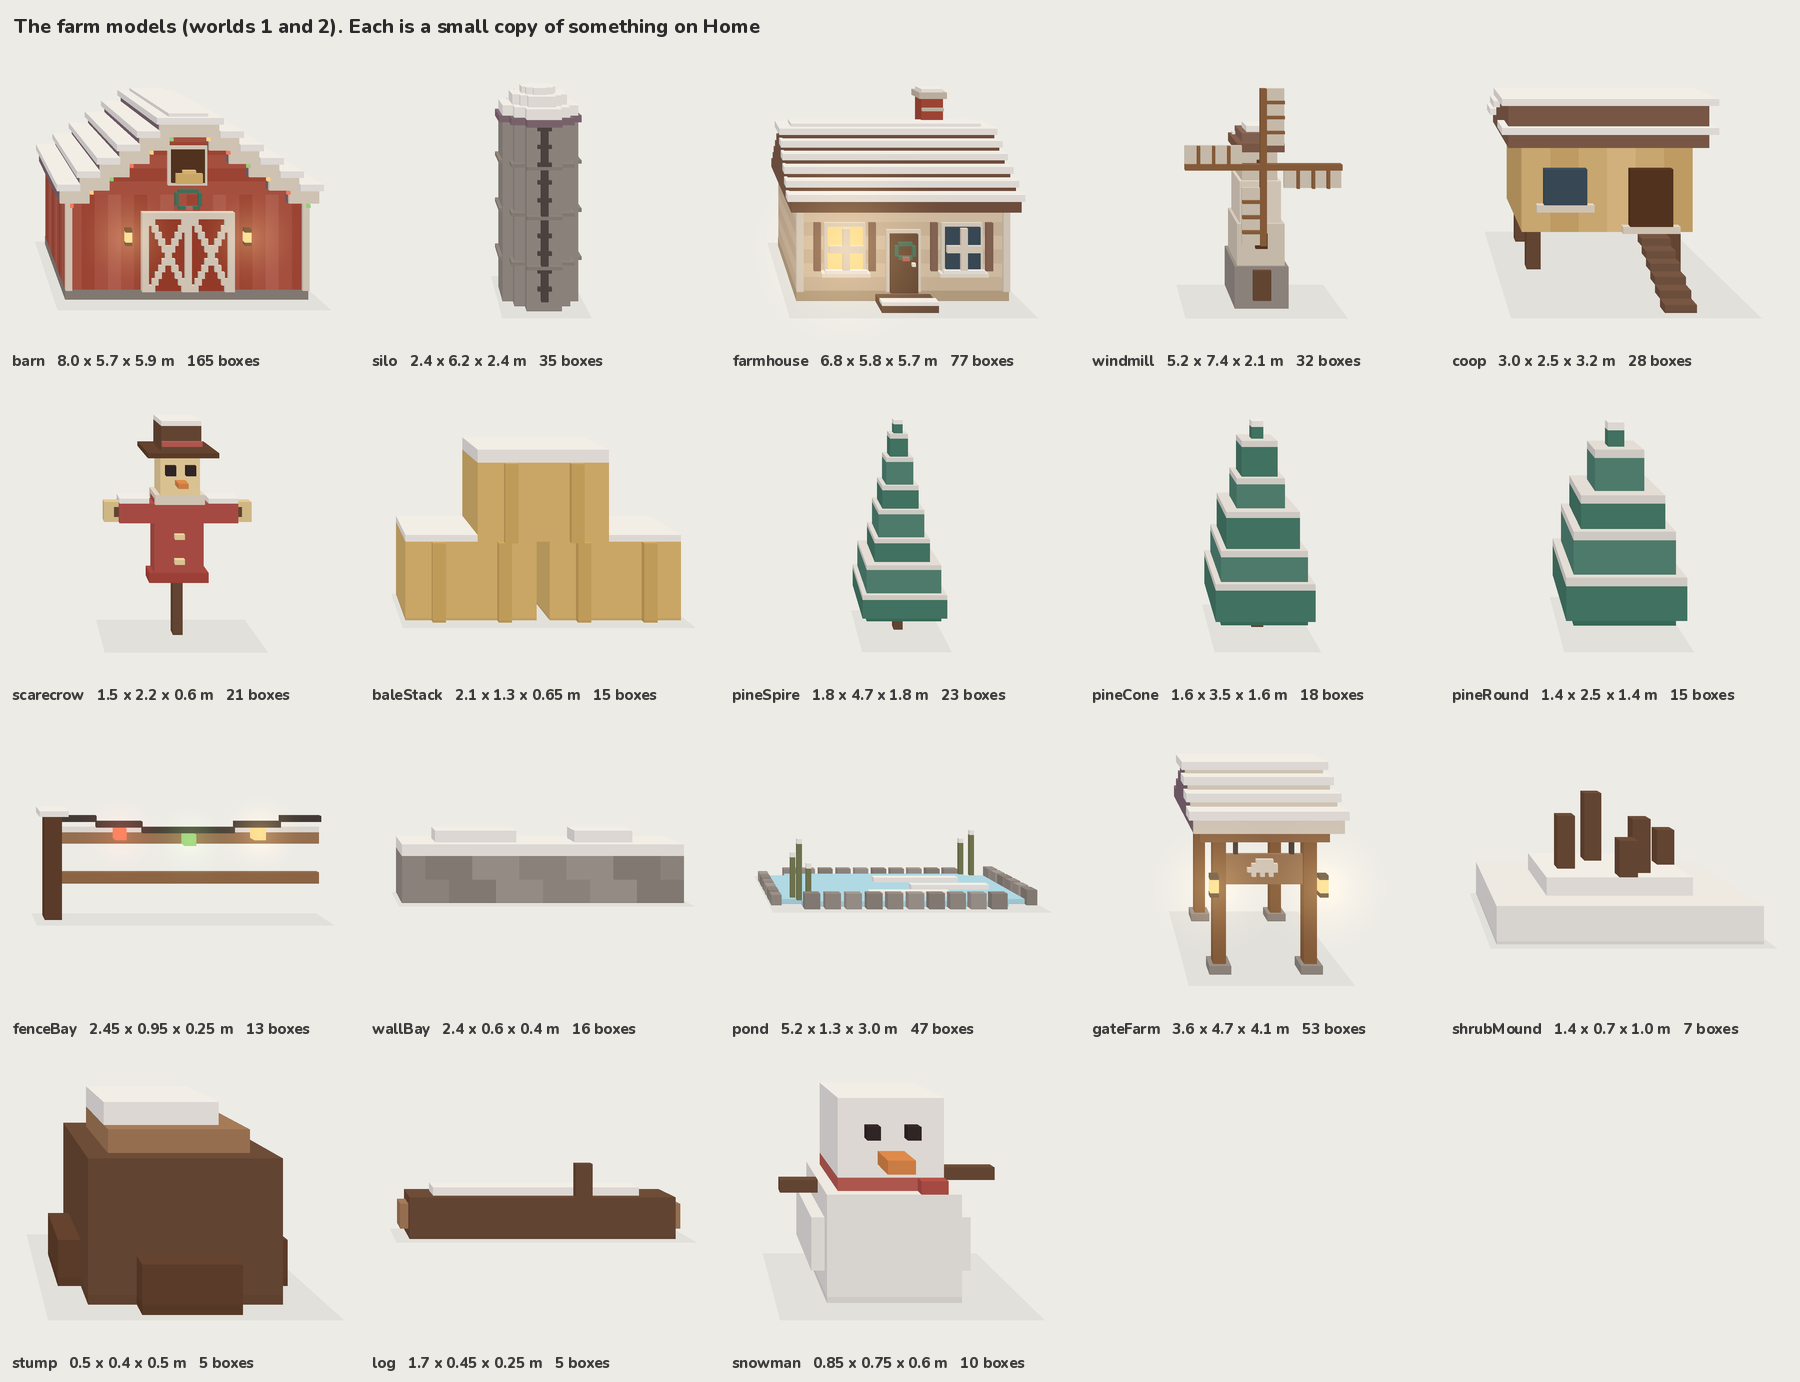 The farm models (worlds 1 and 2). Each is a small copy of something on Home
barn 8.0 x 5.7 x 5.9 m 165 boxes
silo 2.4 x 6.2 x 2.4 m 35 boxes
farmhouse 6.8 x 5.8 x 5.7 m 77 boxes
windmill 5.2 x 7.4 x 2.1 m 32 boxes
coop 3.0 x 2.5 x 3.2 m 28 boxes
scarecrow 1.5 x 2.2 x 0.6 m 21 boxes
baleStack 2.1 x 1.3 x 0.65 m 15 boxes
pineSpire 1.8 x 4.7 x 1.8 m 23 boxes
pineCone 1.6 x 3.5 x 1.6 m 18 boxes
pineRound 1.4 x 2.5 x 1.4 m 15 boxes
fenceBay 2.45 x 0.95 x 0.25 m 13 boxes
wallBay 2.4 x 0.6 x 0.4 m 16 boxes
pond 5.2 x 1.3 x 3.0 m 47 boxes
gateFarm 3.6 x 4.7 x 4.1 m 53 boxes
shrubMound 1.4 x 0.7 x 1.0 m 7 boxes
stump 0.5 x 0.4 x 0.5 m 5 boxes
log 1.7 x 0.45 x 0.25 m 5 boxes
snowman 0.85 x 0.75 x 0.6 m 10 boxes